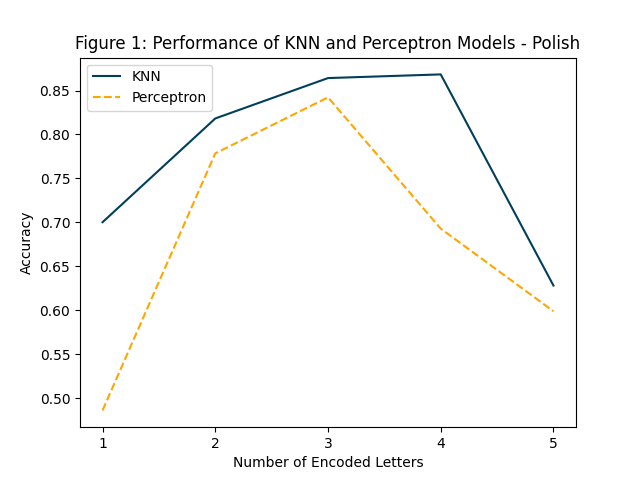 Figure 1: Performance of KNN and Perceptron Models - Polish
KNN
Perceptron
0.85
0.80
0.75
0.70
0.65
0.60
0.55
0.50
Accuracy
1 2 3 4 5
Number of Encoded Letters